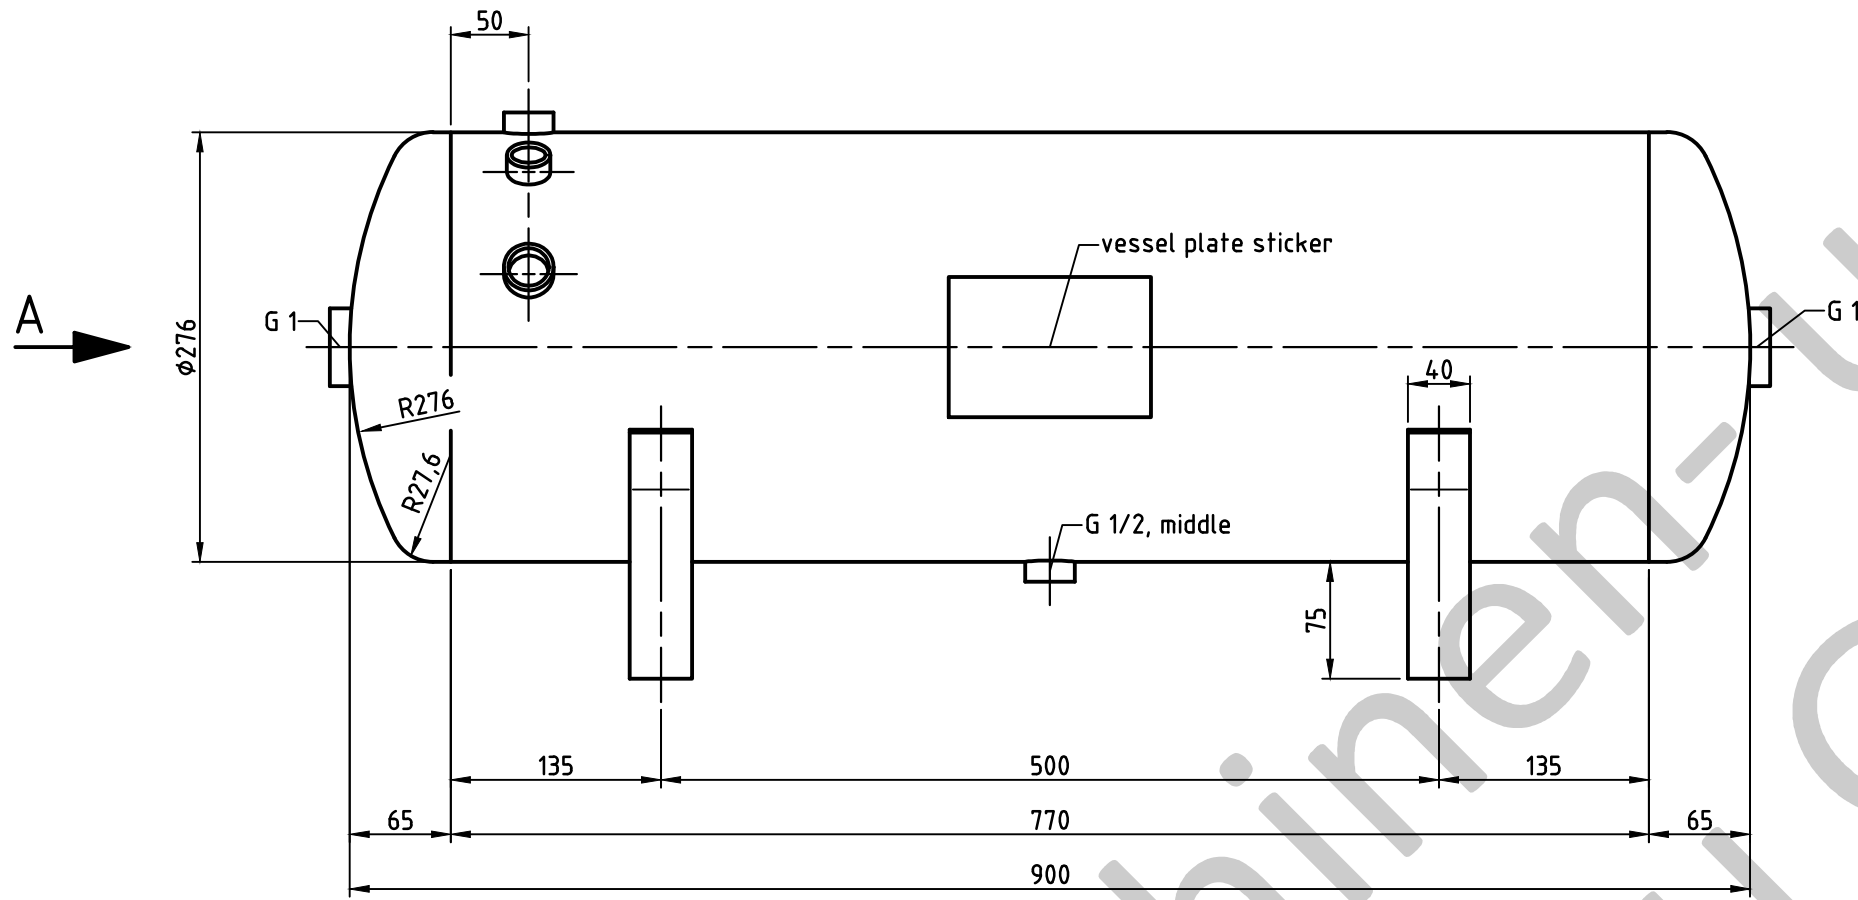 50
A
G 1
⌀276
vessel plate sticker
G 1
40
R276
R27,6
G 1/2, middle
75
135
500
135
65
770
65
900